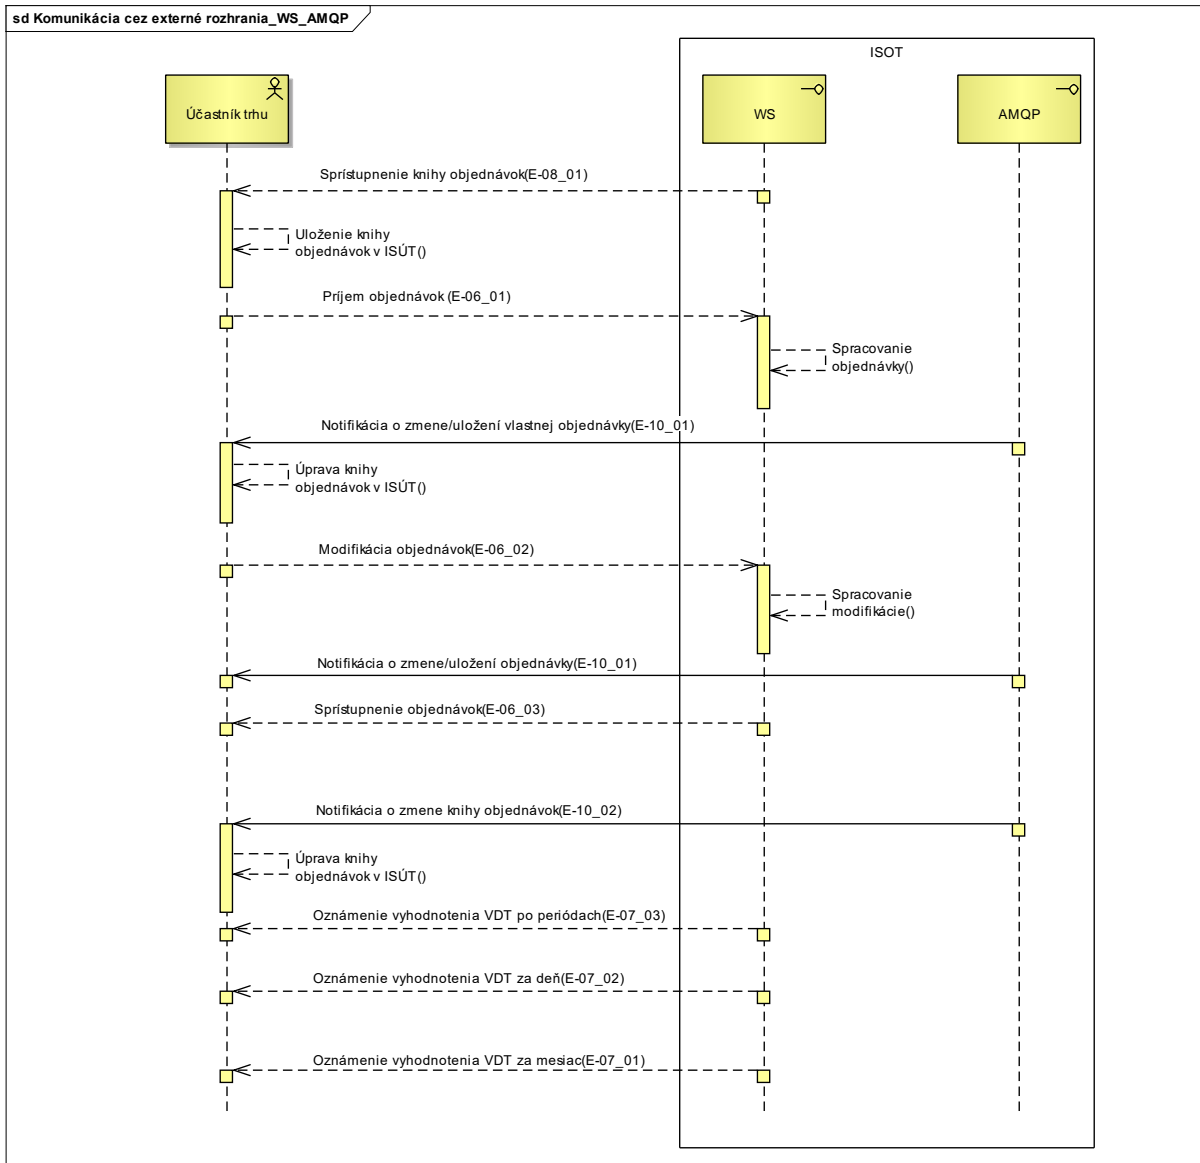 sd Komunikácia cez externé rozhrania_WS_AMQP
ISOT
Účastník trhu
WS
AMQP
Sprístupnenie knihy objednávok(E-08_01)
Uloženie knihy
objednávok v ISÚT()
Príjem objednávok (E-06_01)
Spracovanie
objednávky()
Notifikácia o zmene/uložení vlastnej objednávky(E-10_01)
Úprava knihy
objednávok v ISÚT()
Modifikácia objednávok(E-06_02)
Spracovanie
modifikácie()
Notifikácia o zmene/uložení objednávky(E-10_01)
Sprístupnenie objednávok(E-06_03)
Notifikácia o zmene knihy objednávok(E-10_02)
Úprava knihy
objednávok v ISÚT()
Oznámenie vyhodnotenia VDT po periódach(E-07_03)
Oznámenie vyhodnotenia VDT za deň(E-07_02)
Oznámenie vyhodnotenia VDT za mesiac(E-07_01)